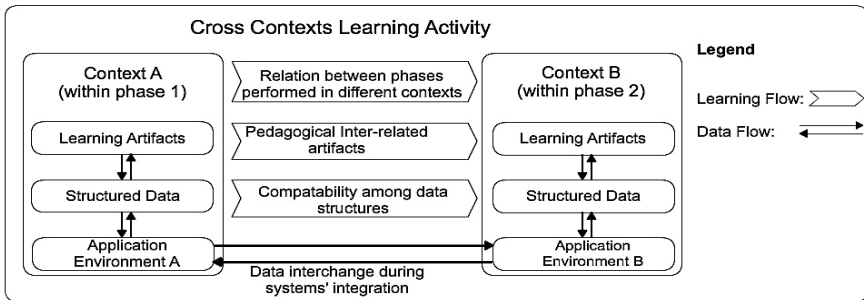 Cross Contexts Learning Activity
Context A
(within phase 1)
Learning Artifacts
Structured Data
Application
Environment A
Relation between phases
performed in different contexts
Pedagogical Inter-related
artifacts
Compatability among data
structures
Data interchange during
systems' integration
Context B
(within phase 2)
Learning Artifacts
Structured Data
Application
Environment B
Legend
Learning Flow:
Data Flow: